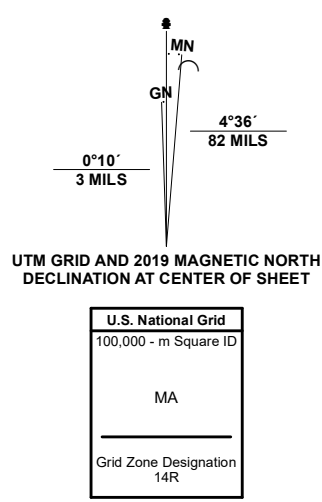 MN
GN
4°36´
82 MILS
0°10´
3 MILS
UTM GRID AND 2019 MAGNETIC NORTH
DECLINATION AT CENTER OF SHEET
U.S. National Grid
100,000 - m Square ID
MA
Grid Zone Designation
14R